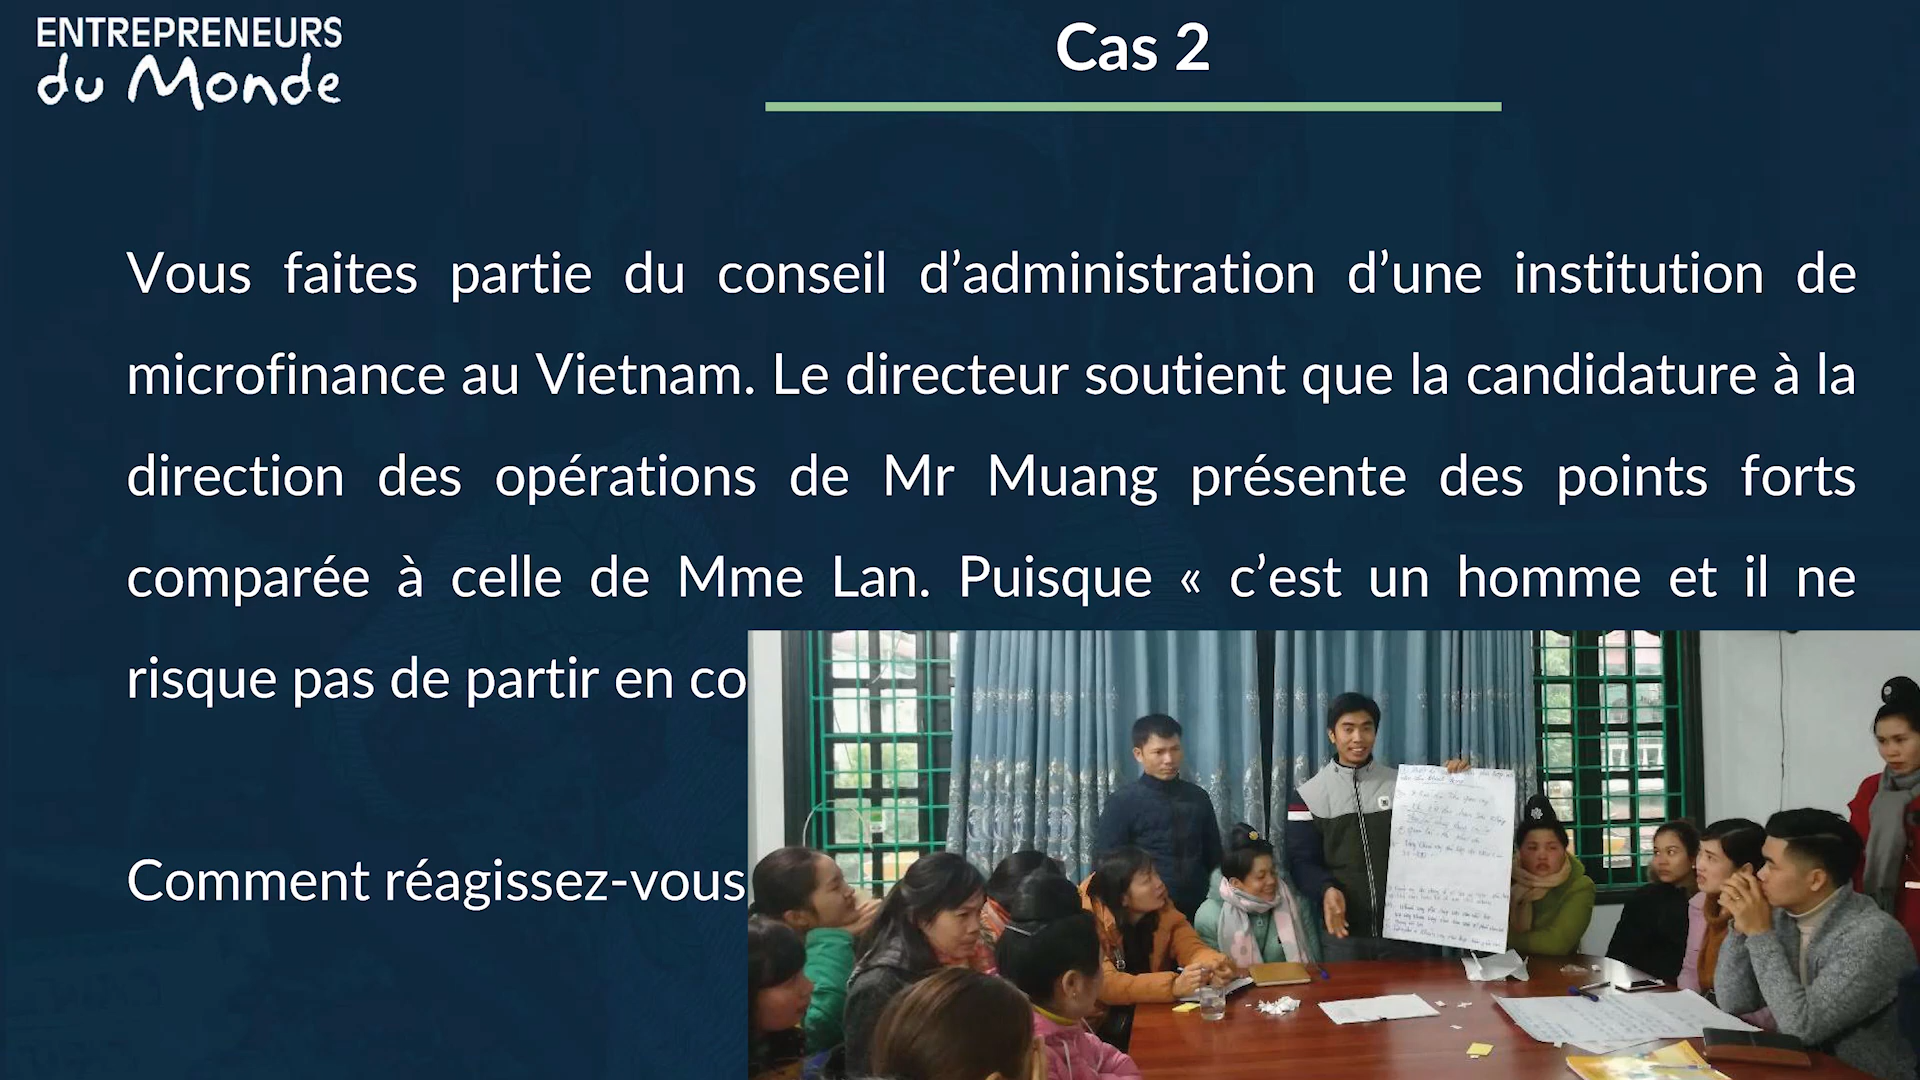 ENTREPRENEURS
du Monde
Cas 2
Vous faites partie du conseil d’administration d’une institution de
microfinance au Vietnam. Le directeur soutient que la candidature à la
direction des opérations de Mr Muang présente des points forts
comparée à celle de Mme Lan. Puisque « c’est un homme et il ne
risque pas de partir en co
Comment réagissez-vous